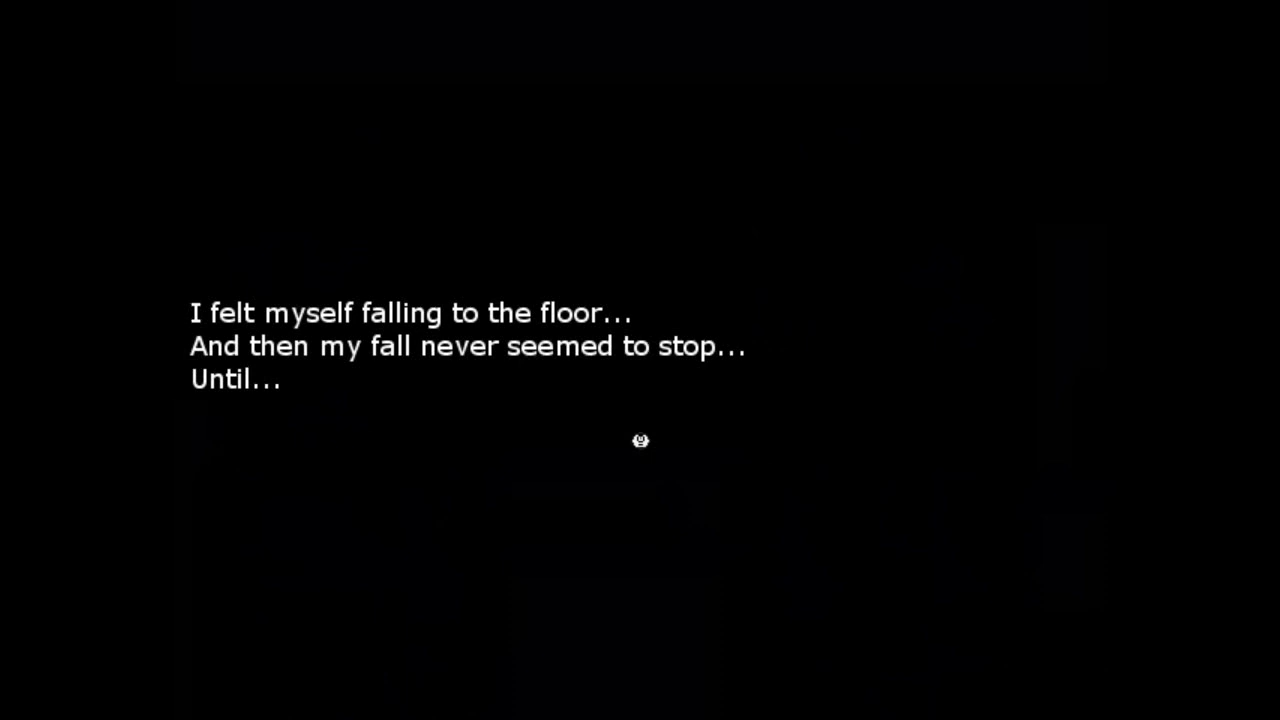 I felt myself falling to the floor...
And then my fall never seemed to stop...
Until...